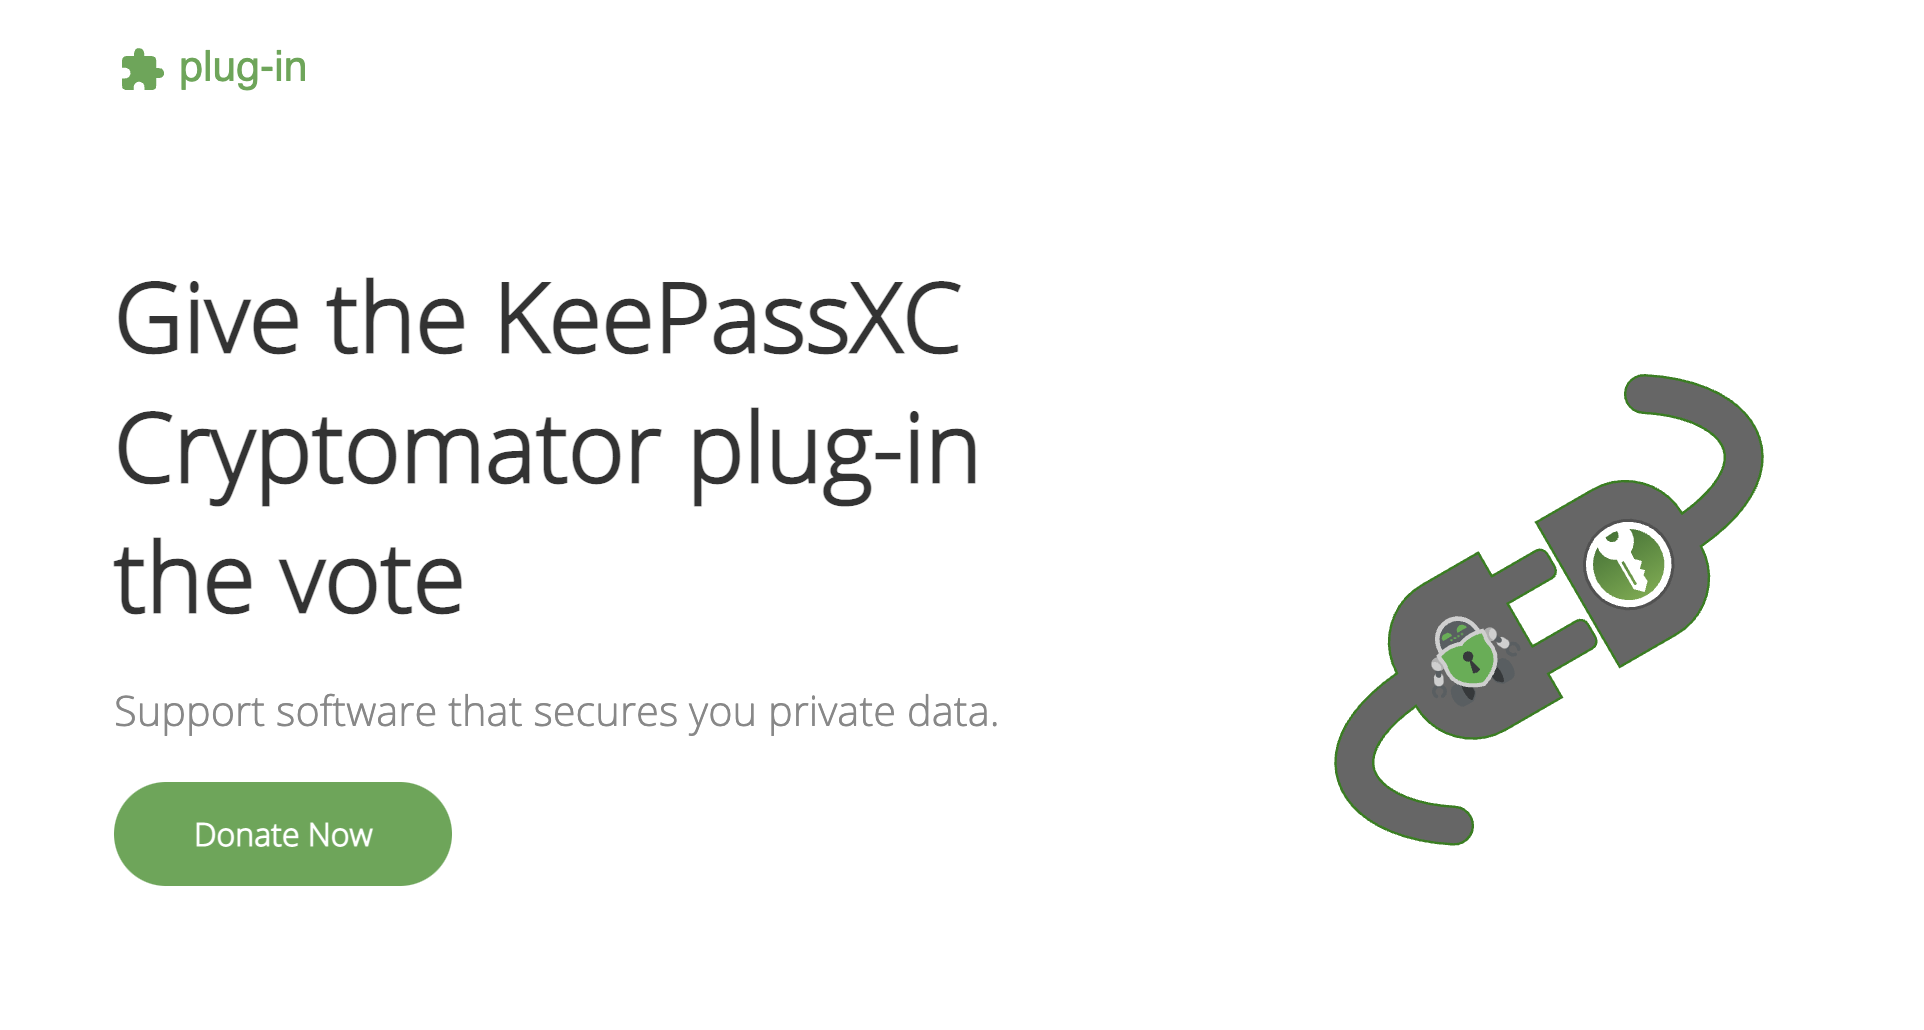 plug-in
Give the KeePassXC
Cryptomator plug-in
the vote
Support software that secures you private data.
Donate Now